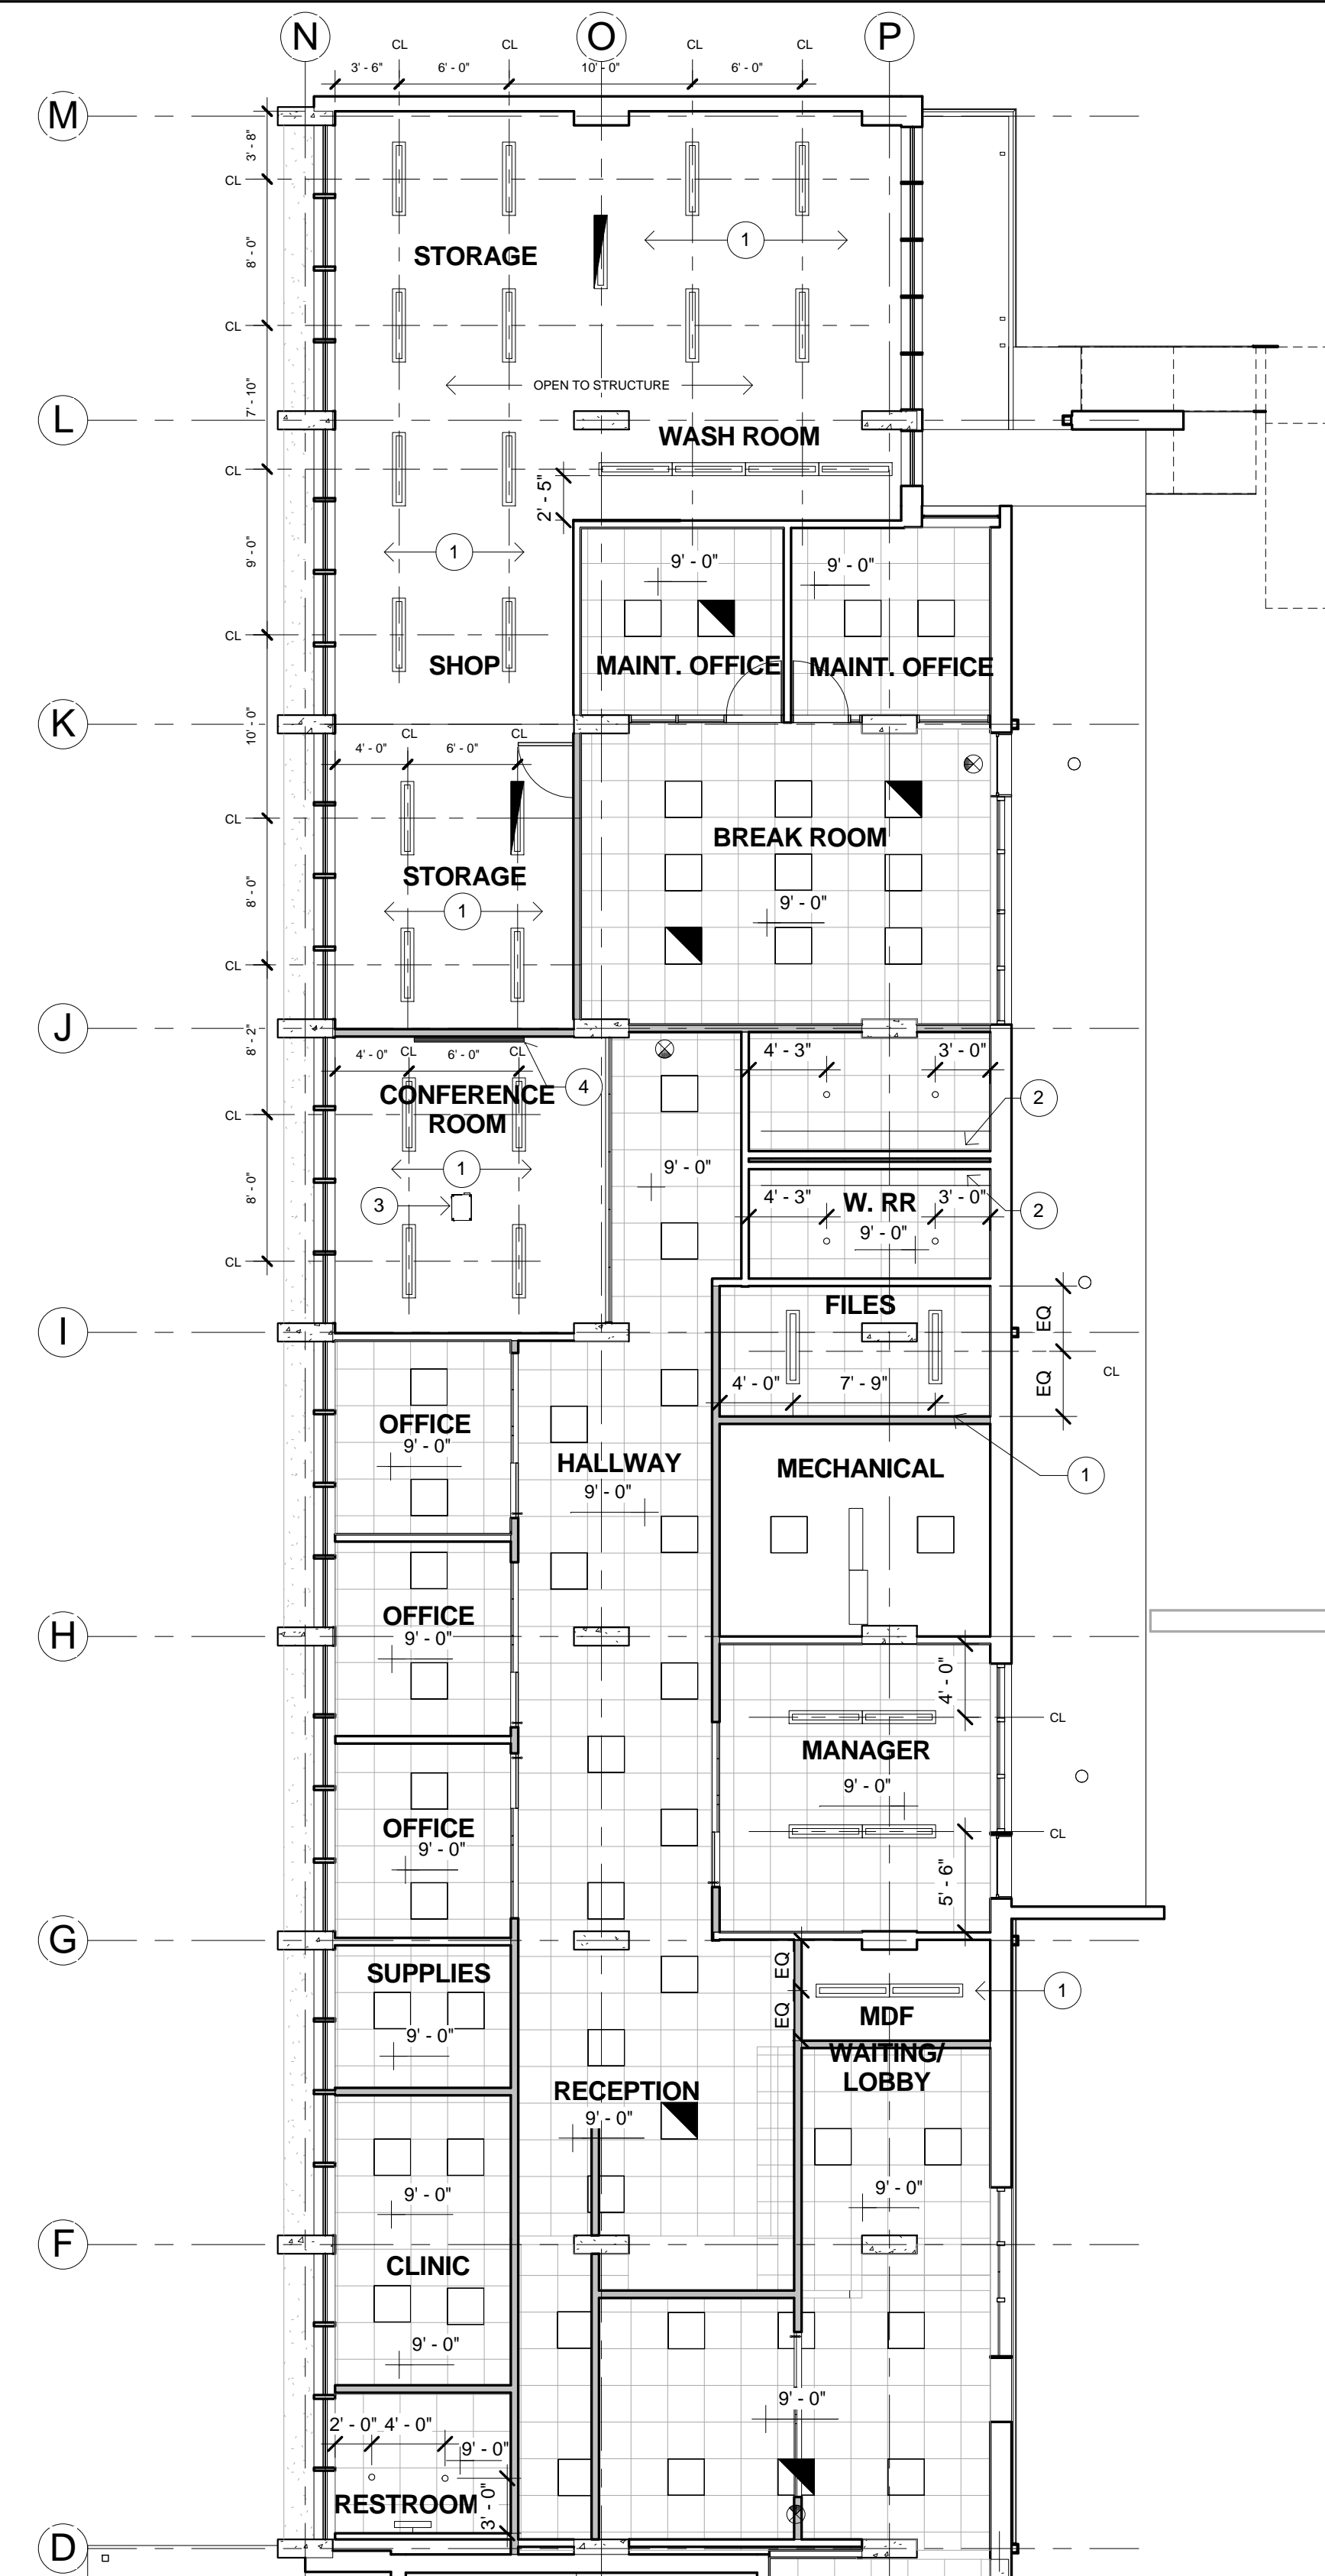 N
O
P
CL
CL
CL
CL
3' - 6"
6' - 0"
10' - 0"
6' - 0"
M
3' - 8"
CL
8' - 0"
STORAGE
1
CL
7' - 10"
OPEN TO STRUCTURE
L
WASH ROOM
CL
2' - 5"
9' - 0"
1
9' - 0"
9' - 0"
CL
SHOP
MAINT. OFFICE
MAINT. OFFICE
K
10' - 0"
CL
CL
4' - 0"
6' - 0"
CL
BREAK ROOM
STORAGE
8' - 0"
1
9' - 0"
CL
J
8' - 2"
4' - 0"
CL
6' - 0"
CL
4' - 3"
3' - 0"
4
2
CONFERENCE
ROOM
CL
1
9' - 0"
8' - 0"
3
4' - 3"
W. RR
3' - 0"
2
9' - 0"
CL
FILES
EQ
I
CL
EQ
4' - 0"
7' - 9"
OFFICE
9' - 0"
HALLWAY
9' - 0"
MECHANICAL
1
H
OFFICE
9' - 0"
4' - 0"
CL
MANAGER
9' - 0"
OFFICE
9' - 0"
CL
5' - 6"
G
EQ
SUPPLIES
1
EQ
MDF
9' - 0"
WAITING/
LOBBY
RECEPTION
9' - 0"
9' - 0"
9' - 0"
F
CLINIC
9' - 0"
9' - 0"
2' - 0"
4' - 0"
9' - 0"
RESTROOM
3' - 0"
D